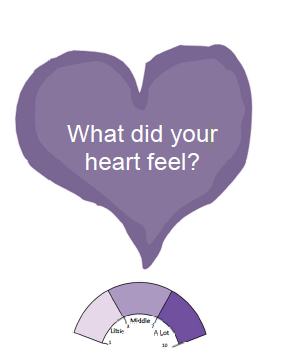 What did your
heart feel?
Middle
Little
A Lot
1
10